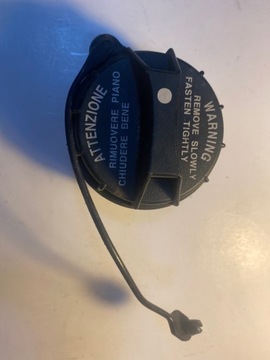 WARNING
REMOVE SLOWLY
FASTEN TIGHTLY
ATTENZIONE
RIMUOVERE PIANO
CHIUDERE BENE